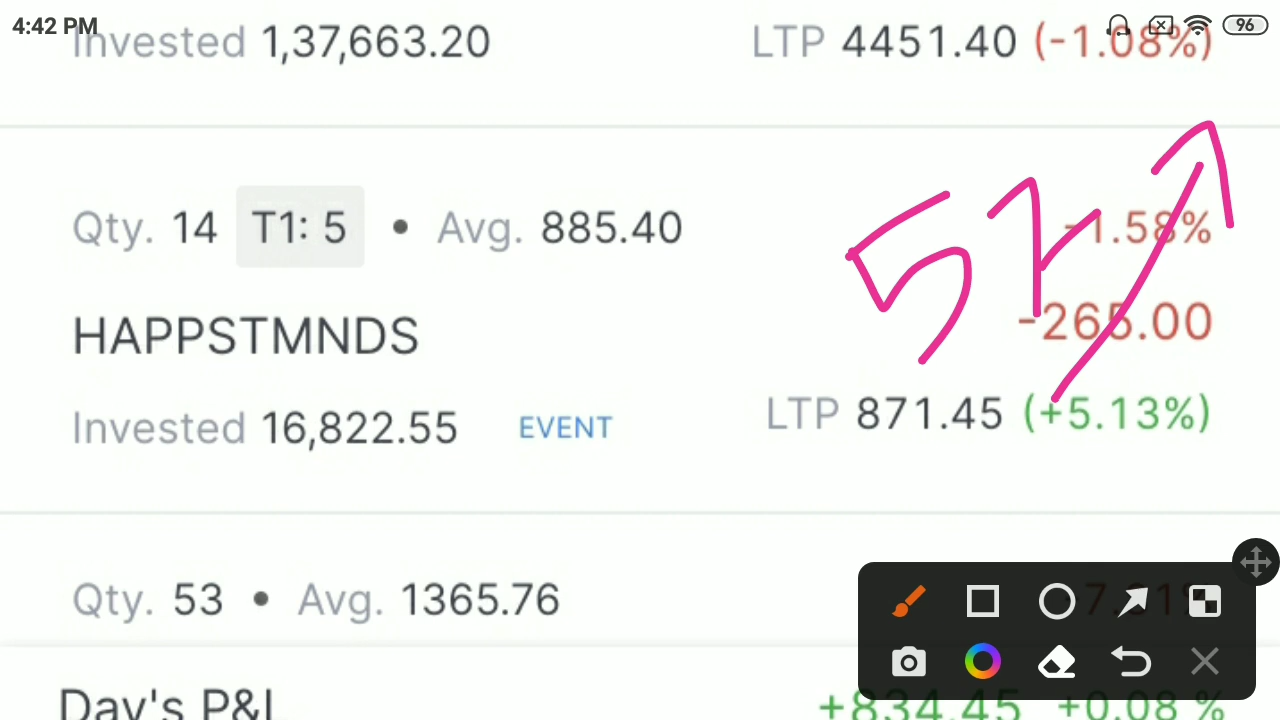 4:42 PM 96
Invested 1,37,663.20 LTP 4451.40 (-1.08%)
Qty. 14 T1: 5 • Avg. 885.40 -1.58%
52
HAPPSTMNDS -265.00
Invested 16,822.55 EVENT LTP 871.45 (+5.13%)
Qty. 53 • Avg. 1365.76
Day's P&L +834.45 +0.08 %